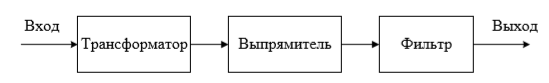 Вход
Выход
Трансформатор
Выпрямитель
Фильтр